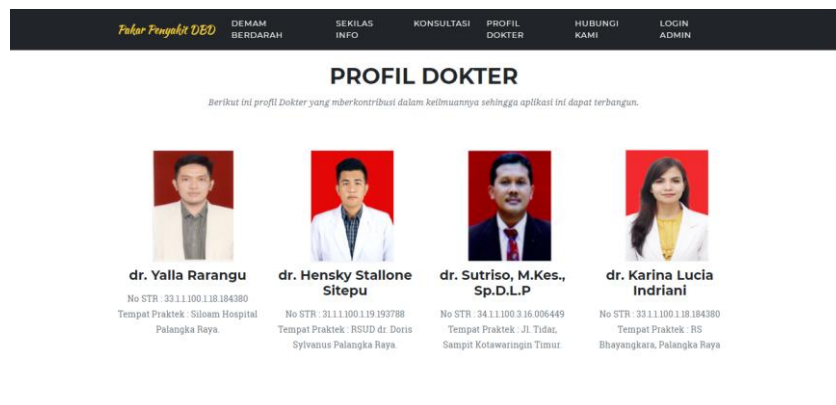 Pakar Penyakit DBD
DEMAM
BERDARAH
SEKILAS
INFO
KONSULTASI
PROFIL
DOKTER
HUBUNGI
KAMI
LOGIN
ADMIN
PROFIL DOKTER
Berikut ini profil Dokter yang mberkontribusi dalam keilmuannya sehingga aplikasi ini dapat terbangun.
dr. Yalla Rarangu
No STR : 33.1.1.100.1.18.184380
Tempat Praktek : Siloam Hospital
Palangka Raya.
dr. Hensky Stallone
Sitepu
No STR : 31.1.1.100.1.19.193788
Tempat Praktek : RSUD dr. Doris
Sylvanus Palangka Raya.
dr. Sutriso, M.Kes.,
Sp.D.L.P
No STR : 34.1.1.100.3.16.006449
Tempat Praktek : Jl. Tidar,
Sampit Kotawaringin Timur.
dr. Karina Lucia
Indriani
No STR : 33.1.1.100.1.18.184380
Tempat Praktek : RS
Bhayangkara, Palangka Raya